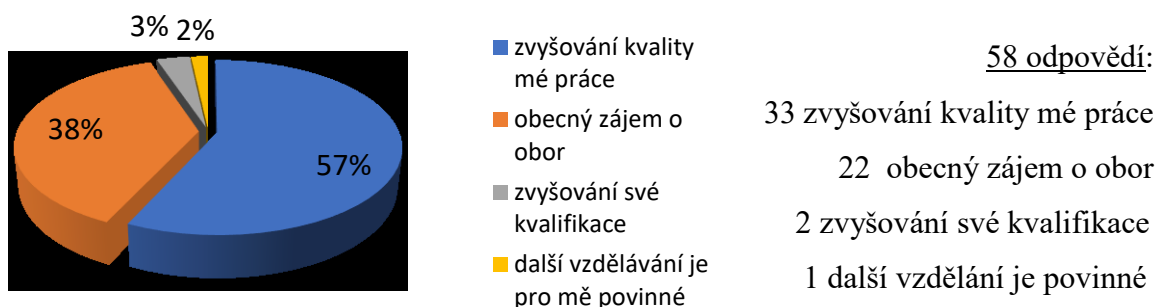 3% 2%
38%
57%
zvyšování kvality
mé práce
obecný zájem o
obor
zvyšování své
kvalifikace
další vzdělávání je
pro mě povinné
58 odpovědí:
33 zvyšování kvality mé práce
22 obecný zájem o obor
2 zvyšování své kvalifikace
1 další vzdělání je povinné